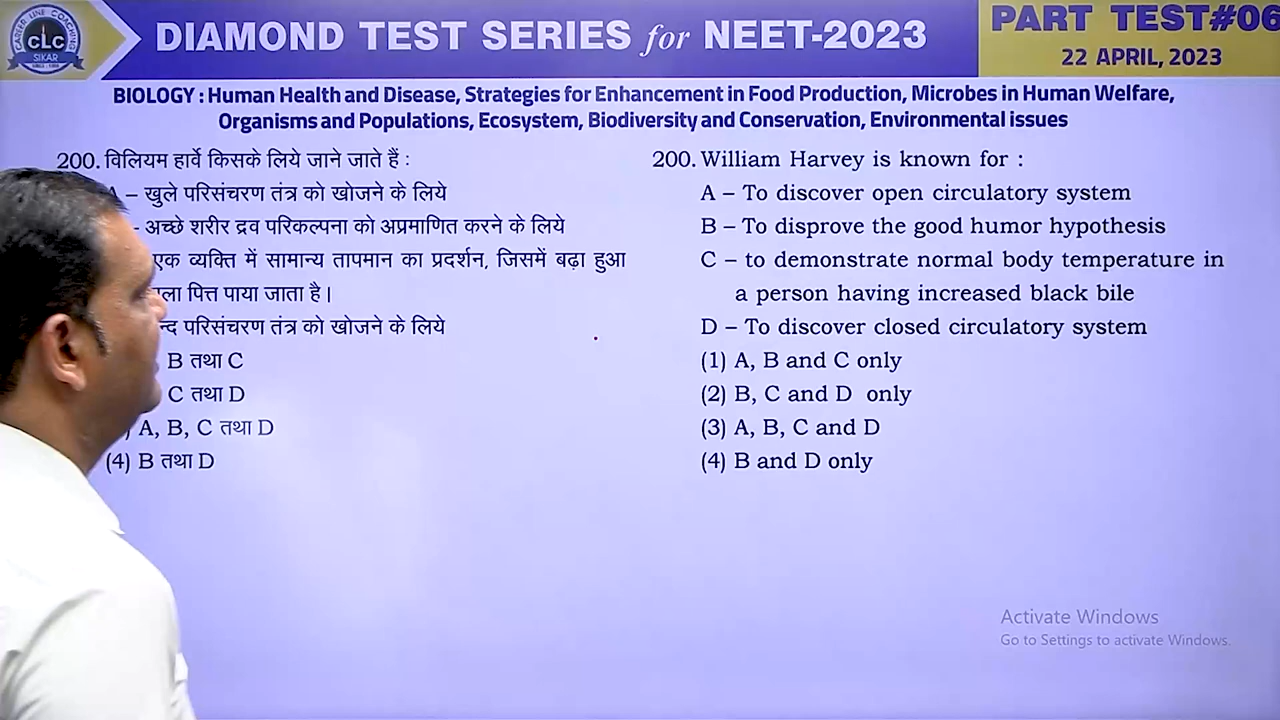 CAREER LINE COACHING
CLC
SIKAR
DIAMOND TEST SERIES for NEET-2023
PART TEST#06
22 APRIL, 2023
BIOLOGY : Human Health and Disease, Strategies for Enhancement in Food Production, Microbes in Human Welfare,
Organisms and Populations, Ecosystem, Biodiversity and Conservation, Environmental issues
200. विलियम हार्वे किसके लिये जाने जाते हैं :
A – खुले परिसंचरण तंत्र को खोजने के लिये
– अच्छे शरीर द्रव परिकल्पना को अप्रमाणित करने के लिये
एक व्यक्ति में सामान्य तापमान का प्रदर्शन, जिसमें बढ़ा हुआ
पित्त पाया जाता है।
परिसंचरण तंत्र को खोजने के लिये
B तथा C
C तथा D
) A, B, C तथा D
(4) B तथा D
200. William Harvey is known for :
A – To discover open circulatory system
B – To disprove the good humor hypothesis
C – to demonstrate normal body temperature in
a person having increased black bile
D – To discover closed circulatory system
(1) A, B and C only
(2) B, C and D only
(3) A, B, C and D
(4) B and D only
Activate Windows
Go to Settings to activate Windows.